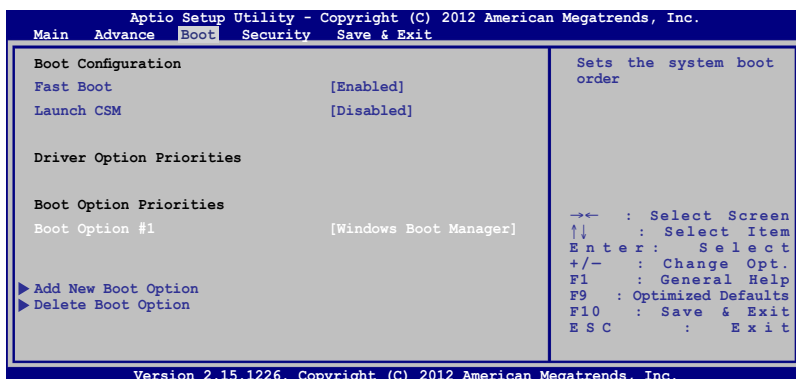 Aptio Setup Utility - Copyright (C) 2012 American Megatrends, Inc.
Main Advance Boot Security Save & Exit
Boot Configuration
Fast Boot [Enabled]
Launch CSM [Disabled]
Driver Option Priorities
Boot Option Priorities
Boot Option #1 [Windows Boot Manager]
▶ Add New Boot Option
▶ Delete Boot Option
Sets the system boot
order
→← : Select Screen
↑↓ : Select Item
Enter: Select
+/— : Change Opt.
F1 : General Help
F9 : Optimized Defaults
F10 : Save & Exit
ESC : Exit
Version 2.15.1226. Copyright (C) 2012 American Megatrends, Inc.